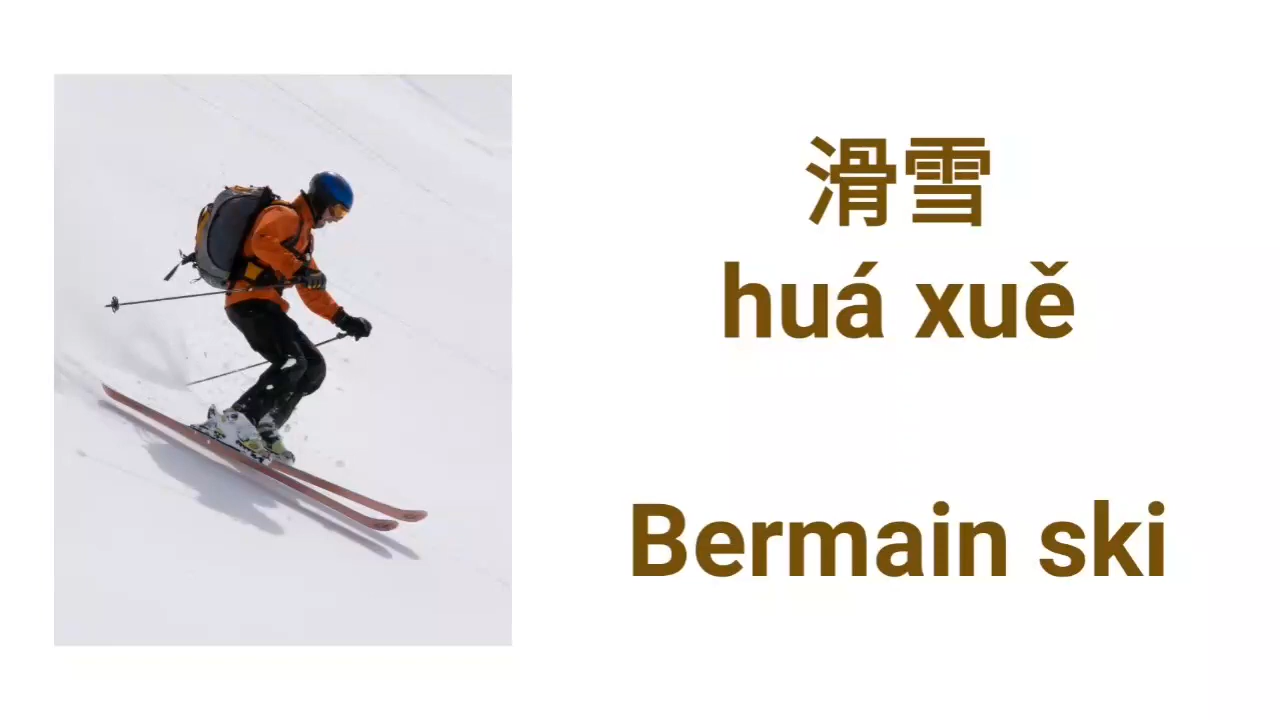 滑雪
huá xuě
Bermain ski